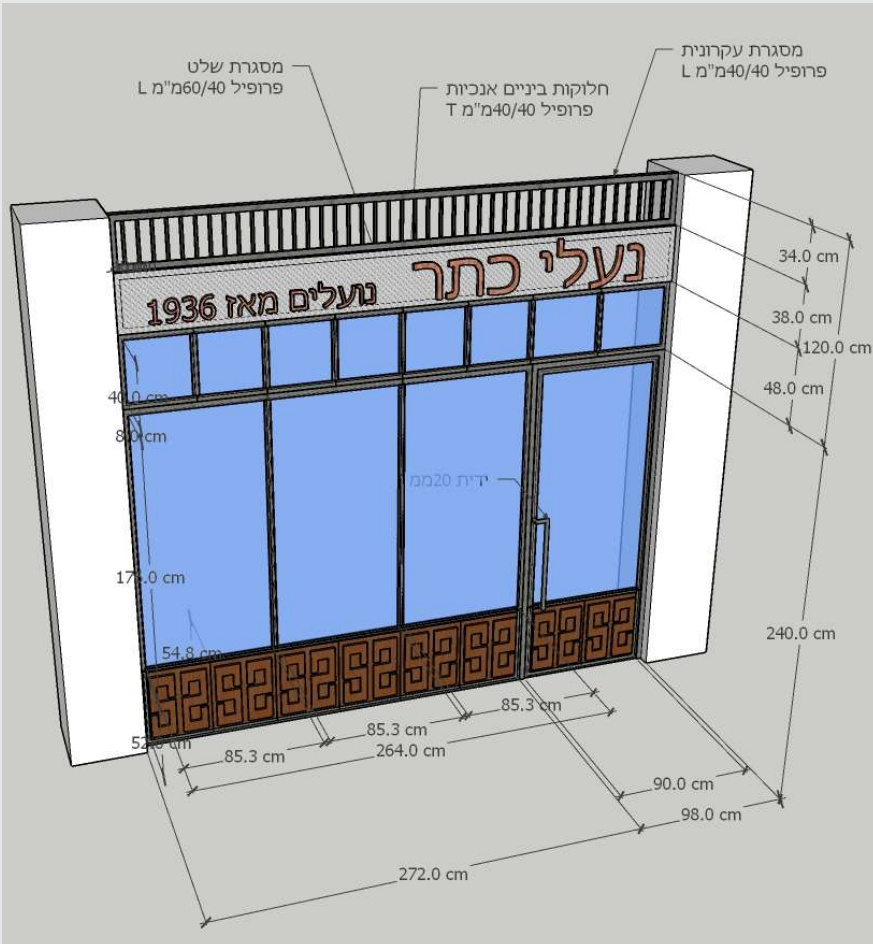 מסגרת עקרונית
פרופיל 40/40מ"מ L
מסגרת שלט
פרופיל 60/40מ"מ L
חלוקות ביניים אנכיות
פרופיל 40/40מ"מ T
נעלי כתר
נועלים מאז 1936
34.0 cm
38.0 cm
120.0 cm
48.0 cm
8.0 cm
ידית 20ממ
54.8 cm
240.0 cm
85.3 cm
85.3 cm
85.3 cm
264.0 cm
90.0 cm
98.0 cm
272.0 cm